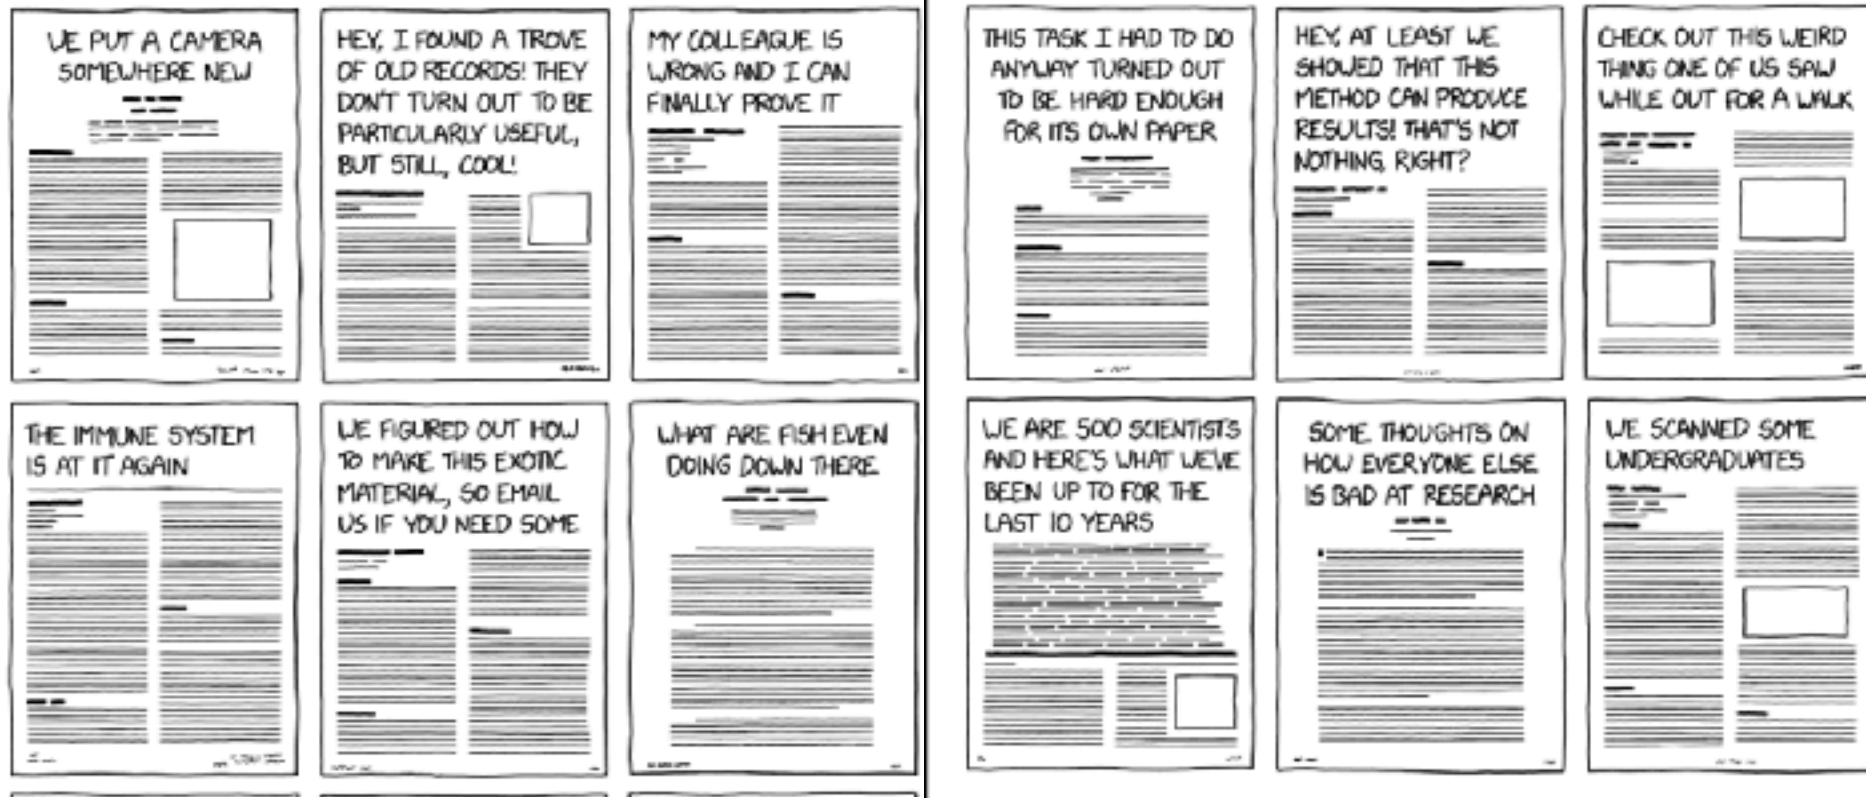 WE PUT A CAMERA
SOMEWHERE NEW
HEY, I FOUND A TROVE
OF OLD RECORDS! THEY
DON'T TURN OUT TO BE
PARTICULARLY USEFUL,
BUT STILL, COOL!
MY COLLEAGUE IS
WRONG AND I CAN
FINALLY PROVE IT
THIS TASK I HAD TO DO
ANYWAY TURNED OUT
TO BE HARD ENOUGH
FOR ITS OWN PAPER
HEY, AT LEAST WE
SHOWED THAT THIS
METHOD CAN PRODUCE
RESULTS! THAT'S NOT
NOTHING, RIGHT?
CHECK OUT THIS WEIRD
THING ONE OF US SAW
WHILE OUT FOR A WALK
THE IMMUNE SYSTEM
IS AT IT AGAIN
WE FIGURED OUT HOW
TO MAKE THIS EXOTIC
MATERIAL, SO EMAIL
US IF YOU NEED SOME
WHAT ARE FISH EVEN
DOING DOWN THERE
WE ARE 500 SCIENTISTS
AND HERE'S WHAT WE'VE
BEEN UP TO FOR THE
LAST 10 YEARS
SOME THOUGHTS ON
HOW EVERYONE ELSE
IS BAD AT RESEARCH
WE SCANNED SOME
UNDERGRADUATES